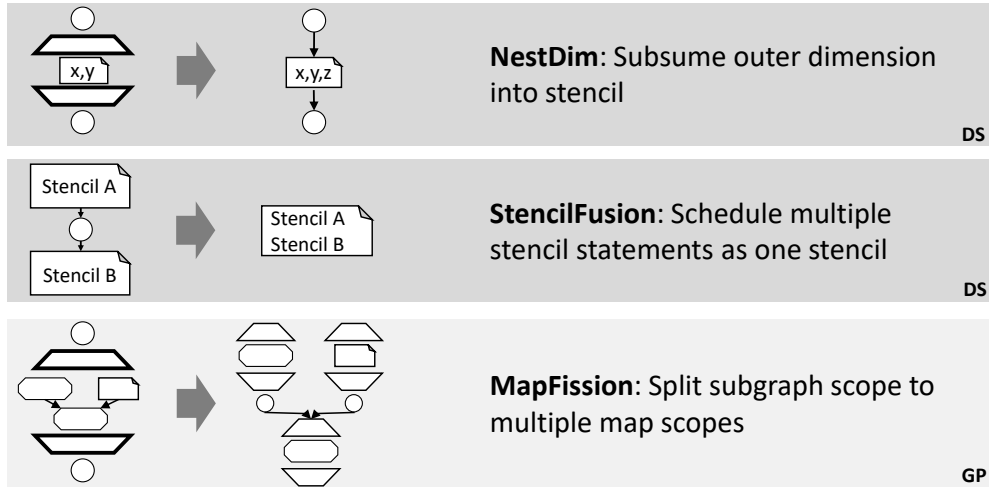 x,y
x,y,z
NestDim: Subsume outer dimension
into stencil
DS
Stencil A
Stencil B
Stencil A
Stencil B
StencilFusion: Schedule multiple
stencil statements as one stencil
DS
MapFission: Split subgraph scope to
multiple map scopes
GP